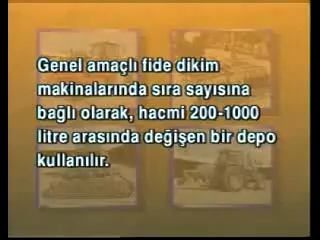 Genel amaçlı fide dikim
makinalarında sıra sayısına
bağlı olarak, hacmi 200-1000
litre arasında değişen bir depo
kullanılır.